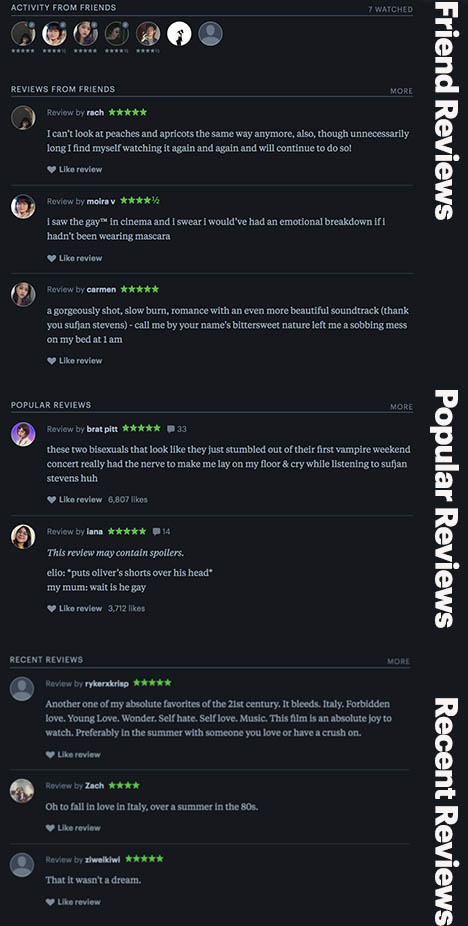 ACTIVITY FROM FRIENDS 7 WATCHED
★★★★★ ★★★★½ ★★★★★ ★★★★½ ★★★★½
REVIEWS FROM FRIENDS MORE
Review by rach ★★★★★
I can't look at peaches and apricots the same way anymore, also, though unnecessarily
long I find myself watching it again and again and will continue to do so!
Like review
Review by moira v ★★★★½
i saw the gay™ in cinema and i swear i would've had an emotional breakdown if i
hadn't been wearing mascara
Like review
Review by carmen ★★★★★
a gorgeously shot, slow burn, romance with an even more beautiful soundtrack (thank
you sufjan stevens) - call me by your name's bittersweet nature left me a sobbing mess
on my bed at 1 am
Like review
Friend Reviews
POPULAR REVIEWS MORE
Review by brat pitt ★★★★★ 33
these two bisexuals that look like they just stumbled out of their first vampire weekend
concert really had the nerve to make me lay on my floor & cry while listening to sufjan
stevens huh
Like review 6,807 likes
Review by iana ★★★★★ 14
This review may contain spoilers.
elio: *puts oliver's shorts over his head*
my mum: wait is he gay
Like review 3,712 likes
Popular Reviews
RECENT REVIEWS MORE
Review by rykerxkrisp ★★★★★
Another one of my absolute favorites of the 21st century. It bleeds. Italy. Forbidden
love. Young Love. Wonder. Self hate. Self love. Music. This film is an absolute joy to
watch. Preferably in the summer with someone you love or have a crush on.
Like review
Review by Zach ★★★★
Oh to fall in love in Italy, over a summer in the 80s.
Like review
Review by ziweikiwi ★★★★★
That it wasn't a dream.
Like review
Recent Reviews